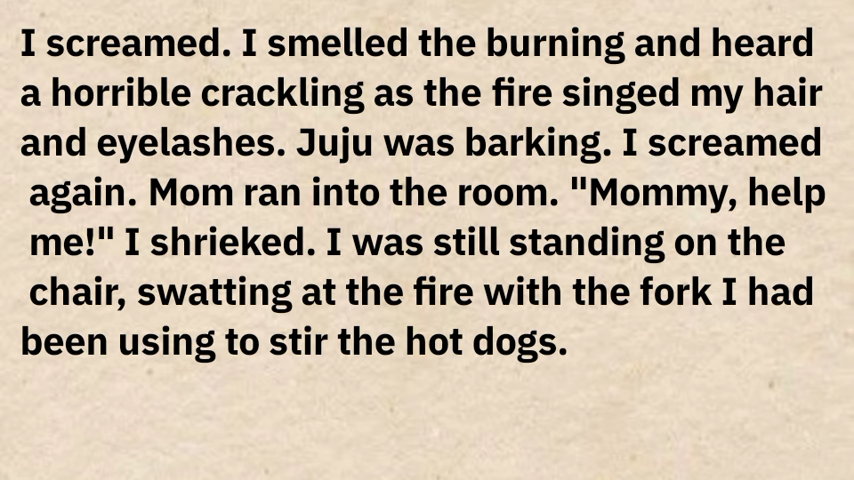 I screamed. I smelled the burning and heard
a horrible crackling as the fire singed my hair
and eyelashes. Juju was barking. I screamed
again. Mom ran into the room. "Mommy, help
me!" I shrieked. I was still standing on the
chair, swatting at the fire with the fork I had
been using to stir the hot dogs.